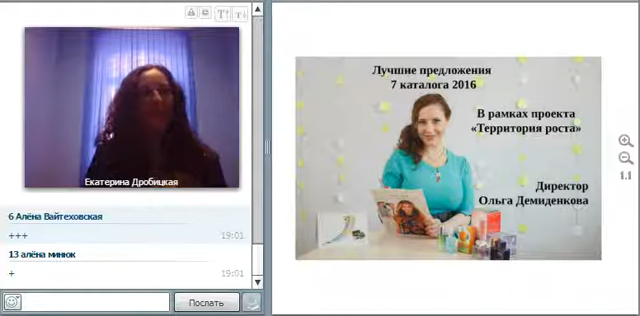 Екатерина Дробицкая
6 Алёна Вайтеховская
+++
19:01
13 алёна минюк
+
19:01
Послать
Лучшие предложения
7 каталога 2016
В рамках проекта
«Территория роста»
Директор
Ольга Демиденкова
1:1